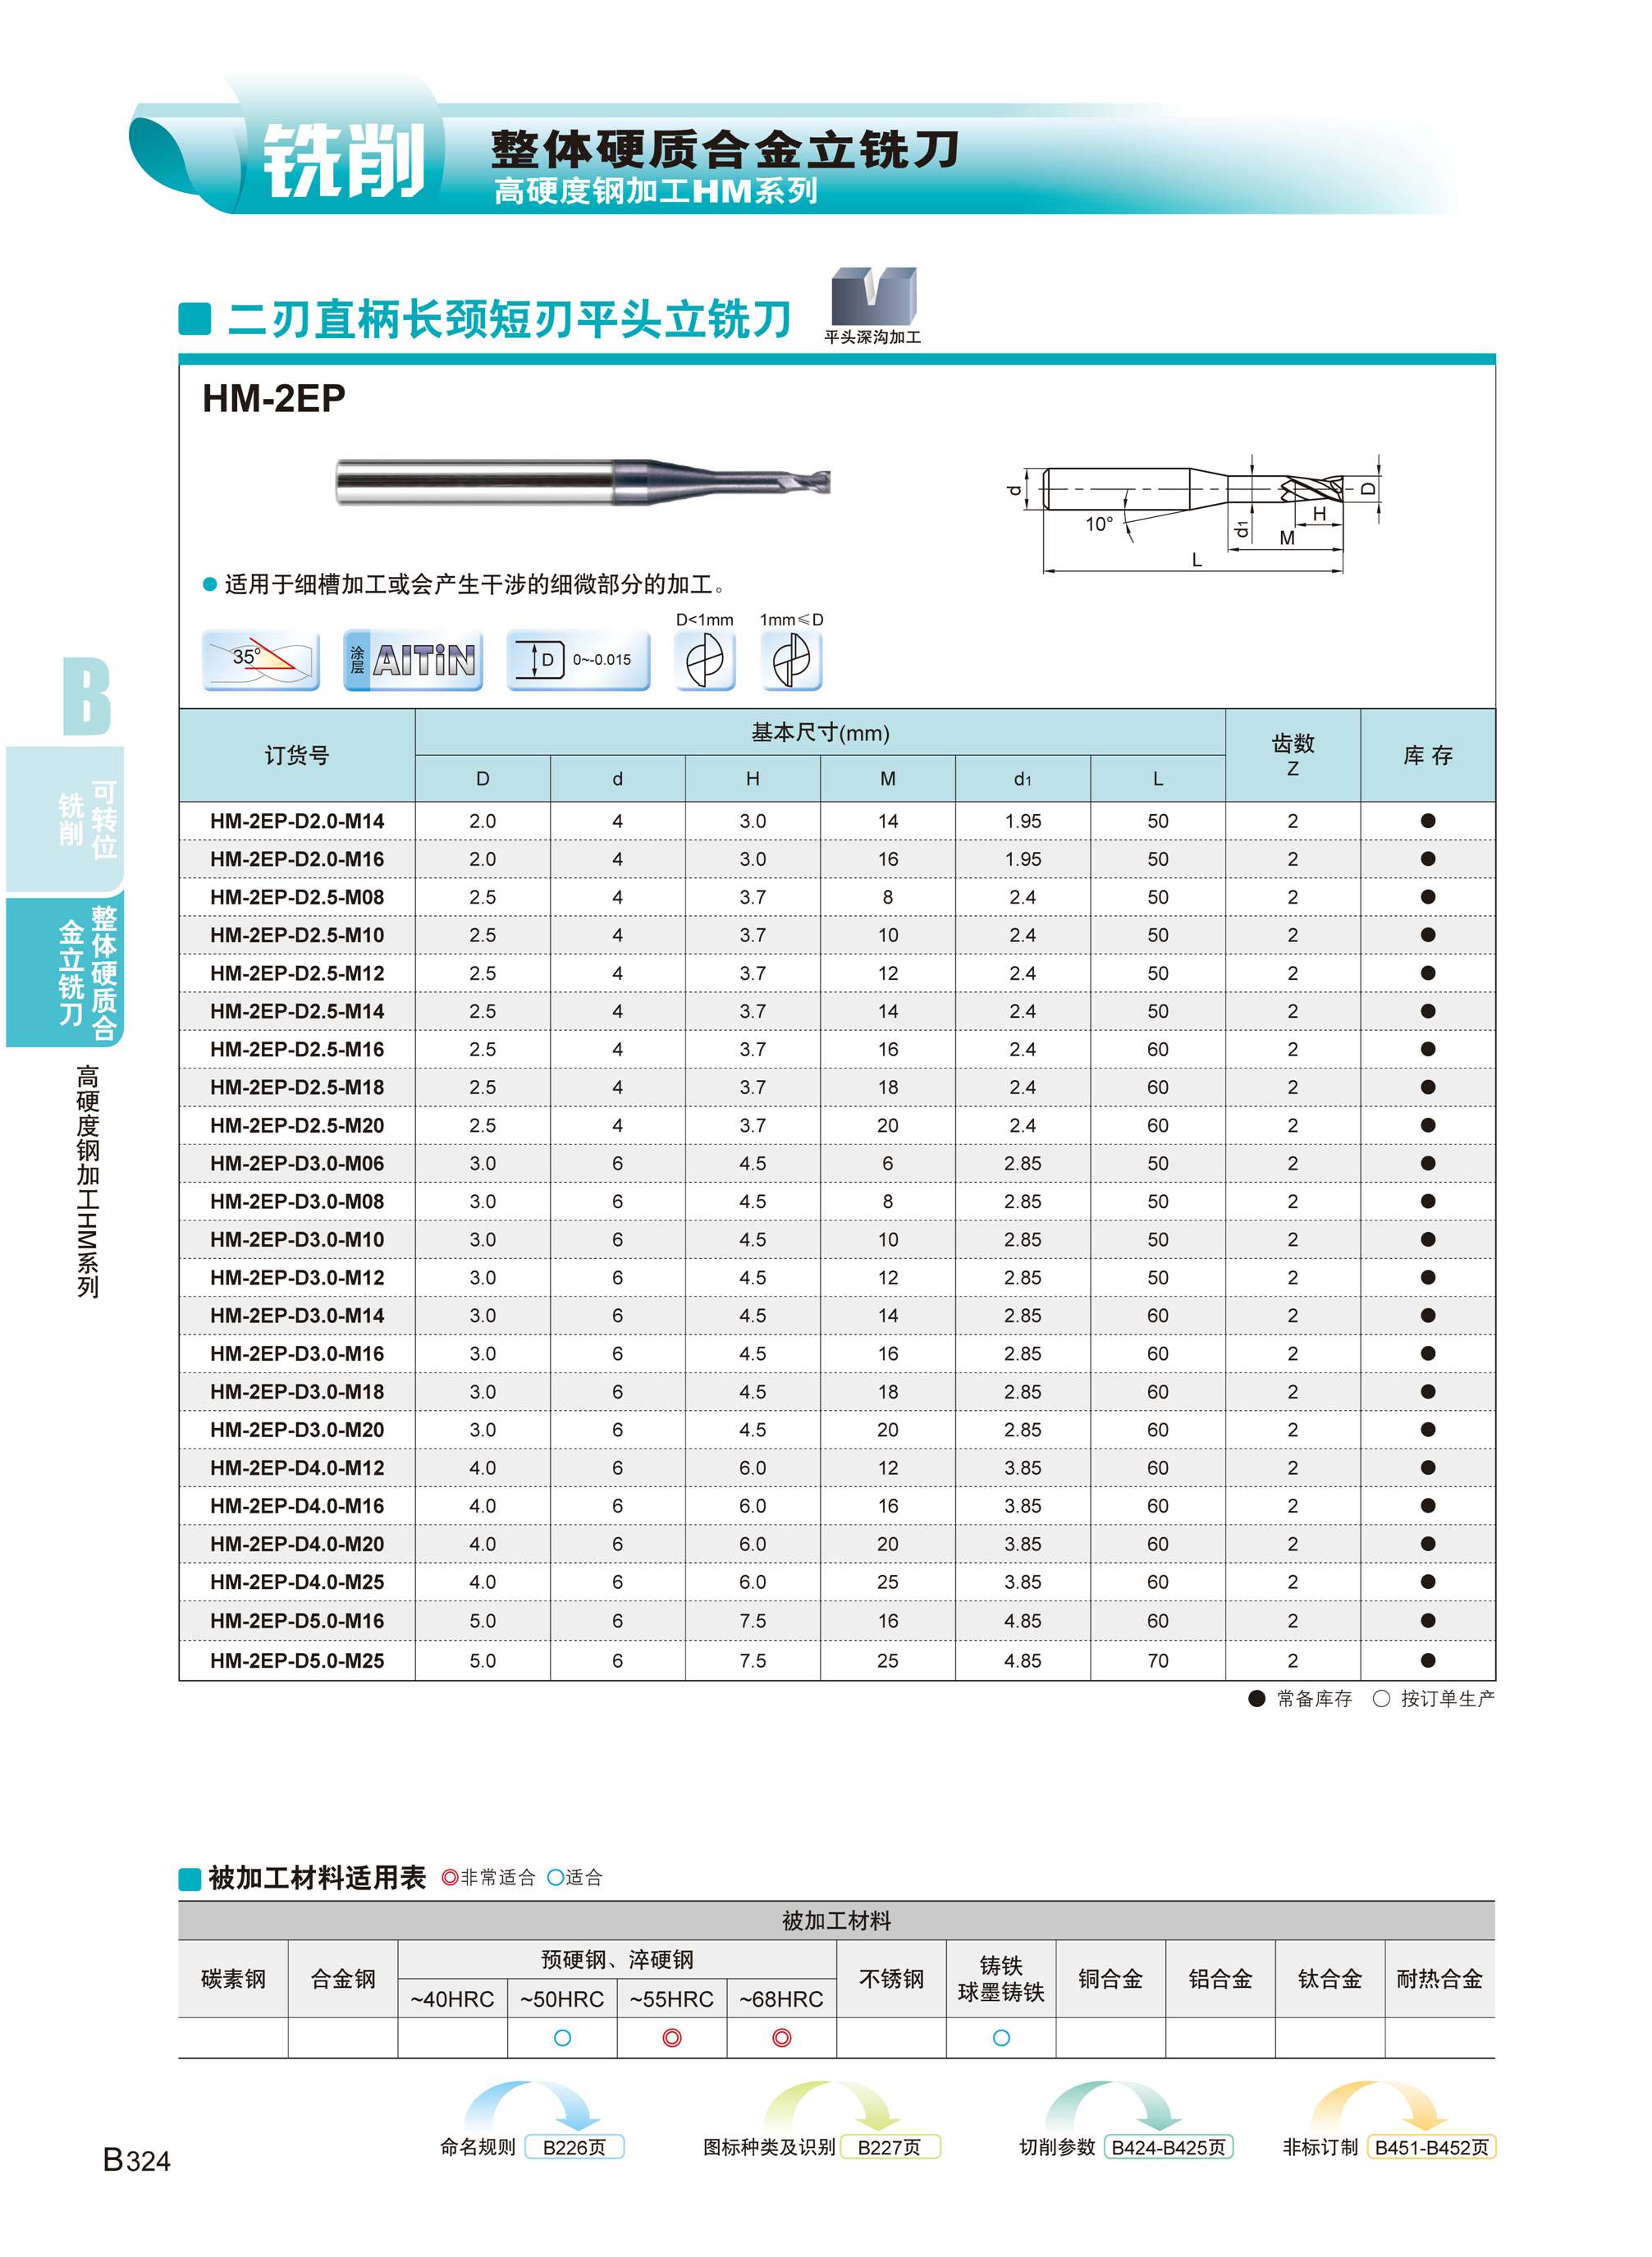 铣削
整体硬质合金立铣刀
高硬度钢加工HM系列
二刃直柄长颈短刃平头立铣刀
平头深沟加工
HM-2EP
d
10°
d1
H
M
L
D
适用于细槽加工或会产生干涉的细微部分的加工。
D<1mm 1mm≤D
35° 涂层 AlTiN D 0~-0.015
B
可转位
铣削
整体硬质合
金立铣刀
高硬度钢加工HM系列
订货号 基本尺寸(mm) 齿数 Z 库存
D d H M d1 L
HM-2EP-D2.0-M14 2.0 4 3.0 14 1.95 50 2 ●
HM-2EP-D2.0-M16 2.0 4 3.0 16 1.95 50 2 ●
HM-2EP-D2.5-M08 2.5 4 3.7 8 2.4 50 2 ●
HM-2EP-D2.5-M10 2.5 4 3.7 10 2.4 50 2 ●
HM-2EP-D2.5-M12 2.5 4 3.7 12 2.4 50 2 ●
HM-2EP-D2.5-M14 2.5 4 3.7 14 2.4 50 2 ●
HM-2EP-D2.5-M16 2.5 4 3.7 16 2.4 60 2 ●
HM-2EP-D2.5-M18 2.5 4 3.7 18 2.4 60 2 ●
HM-2EP-D2.5-M20 2.5 4 3.7 20 2.4 60 2 ●
HM-2EP-D3.0-M06 3.0 6 4.5 6 2.85 50 2 ●
HM-2EP-D3.0-M08 3.0 6 4.5 8 2.85 50 2 ●
HM-2EP-D3.0-M10 3.0 6 4.5 10 2.85 50 2 ●
HM-2EP-D3.0-M12 3.0 6 4.5 12 2.85 50 2 ●
HM-2EP-D3.0-M14 3.0 6 4.5 14 2.85 60 2 ●
HM-2EP-D3.0-M16 3.0 6 4.5 16 2.85 60 2 ●
HM-2EP-D3.0-M18 3.0 6 4.5 18 2.85 60 2 ●
HM-2EP-D3.0-M20 3.0 6 4.5 20 2.85 60 2 ●
HM-2EP-D4.0-M12 4.0 6 6.0 12 3.85 60 2 ●
HM-2EP-D4.0-M16 4.0 6 6.0 16 3.85 60 2 ●
HM-2EP-D4.0-M20 4.0 6 6.0 20 3.85 60 2 ●
HM-2EP-D4.0-M25 4.0 6 6.0 25 3.85 60 2 ●
HM-2EP-D5.0-M16 5.0 6 7.5 16 4.85 60 2 ●
HM-2EP-D5.0-M25 5.0 6 7.5 25 4.85 70 2 ●
● 常备库存 ○ 按订单生产
被加工材料适用表 ◎非常适合 ○适合
被加工材料
碳素钢 合金钢 预硬钢、淬硬钢 不锈钢 铸铁 球墨铸铁 铜合金 铝合金 钛合金 耐热合金
~40HRC ~50HRC ~55HRC ~68HRC
○ ◎ ◎ ○
命名规则 B226页 图标种类及识别 B227页 切削参数 B424-B425页 非标订制 B451-B452页
B324